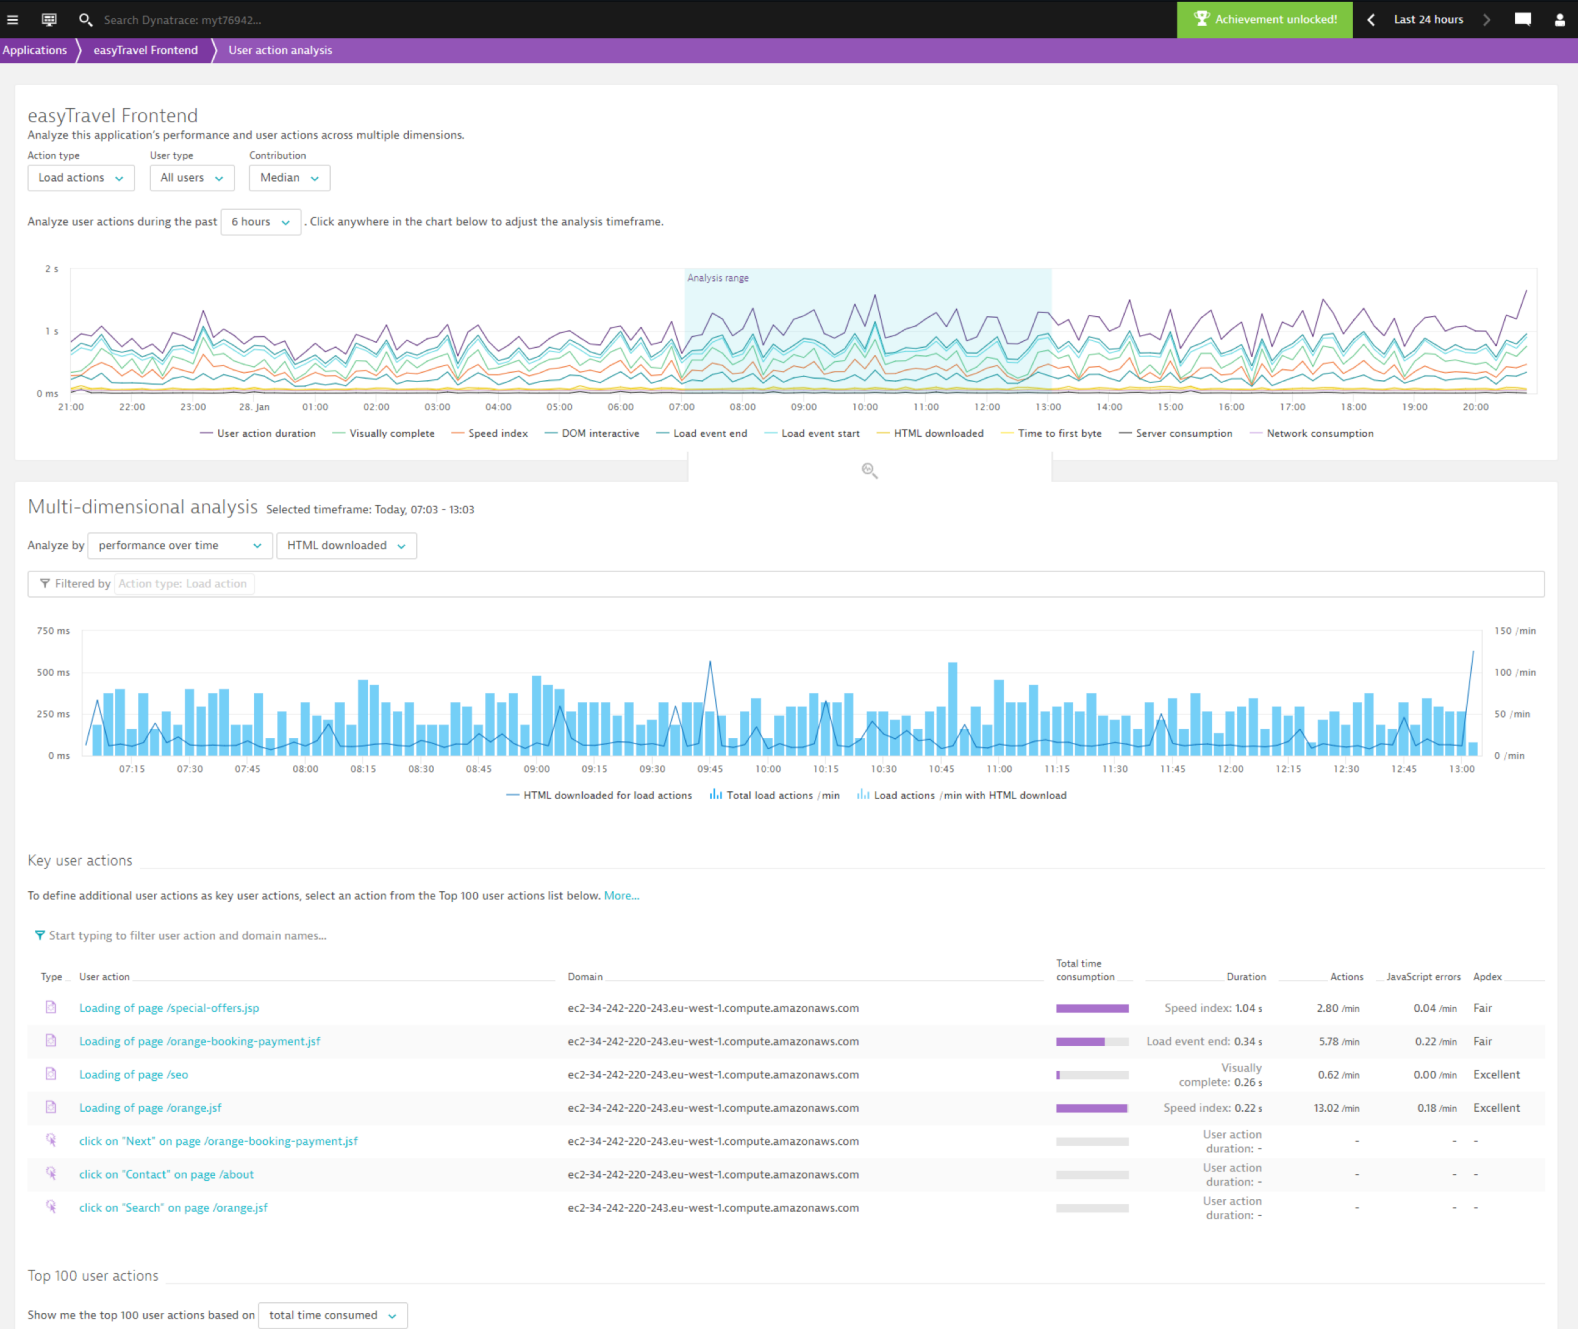 Search Dynatrace: myt76942...
Achievement unlocked!
Last 24 hours
Applications easyTravel Frontend User action analysis
easyTravel Frontend
Analyze this application's performance and user actions across multiple dimensions.
Action type User type Contribution
Load actions All users Median
Analyze user actions during the past 6 hours . Click anywhere in the chart below to adjust the analysis timeframe.
2 s
Analysis range
1 s
0 ms
21:00 22:00 23:00 28. Jan 01:00 02:00 03:00 04:00 05:00 06:00 07:00 08:00 09:00 10:00 11:00 12:00 13:00 14:00 15:00 16:00 17:00 18:00 19:00 20:00
User action duration Visually complete Speed index DOM interactive Load event end Load event start HTML downloaded Time to first byte Server consumption Network consumption
Multi-dimensional analysis Selected timeframe: Today, 07:03 - 13:03
Analyze by performance over time HTML downloaded
Filtered by Action type: Load action
750 ms 150 /min
500 ms 100 /min
250 ms 50 /min
0 ms 0 /min
07:15 07:30 07:45 08:00 08:15 08:30 08:45 09:00 09:15 09:30 09:45 10:00 10:15 10:30 10:45 11:00 11:15 11:30 11:45 12:00 12:15 12:30 12:45 13:00
HTML downloaded for load actions Total load actions /min Load actions /min with HTML download
Key user actions
To define additional user actions as key user actions, select an action from the Top 100 user actions list below. More...
Start typing to filter user action and domain names...
Total time
Type User action Domain consumption Duration Actions JavaScript errors Apdex
Loading of page /special-offers.jsp ec2-34-242-220-243.eu-west-1.compute.amazonaws.com Speed index: 1.04 s 2.80 /min 0.04 /min Fair
Loading of page /orange-booking-payment.jsf ec2-34-242-220-243.eu-west-1.compute.amazonaws.com Load event end: 0.34 s 5.78 /min 0.22 /min Fair
Visually
Loading of page /seo ec2-34-242-220-243.eu-west-1.compute.amazonaws.com complete: 0.26 s 0.62 /min 0.00 /min Excellent
Loading of page /orange.jsf ec2-34-242-220-243.eu-west-1.compute.amazonaws.com Speed index: 0.22 s 13.02 /min 0.18 /min Excellent
User action
click on "Next" on page /orange-booking-payment.jsf ec2-34-242-220-243.eu-west-1.compute.amazonaws.com duration: - - - -
User action
click on "Contact" on page /about ec2-34-242-220-243.eu-west-1.compute.amazonaws.com duration: - - - -
User action
click on "Search" on page /orange.jsf ec2-34-242-220-243.eu-west-1.compute.amazonaws.com duration: - - - -
Top 100 user actions
Show me the top 100 user actions based on total time consumed